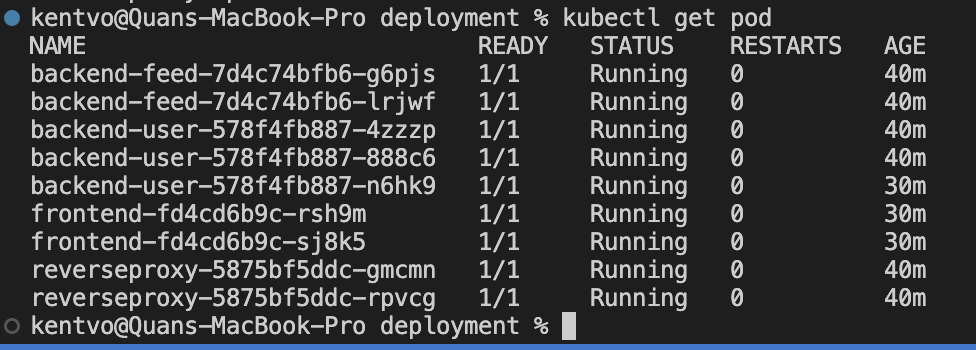 kentvo@Quans-MacBook-Pro deployment % kubectl get pod
NAME READY STATUS RESTARTS AGE
backend-feed-7d4c74bfb6-g6pjs 1/1 Running 0 40m
backend-feed-7d4c74bfb6-lrjwf 1/1 Running 0 40m
backend-user-578f4fb887-4zzzp 1/1 Running 0 40m
backend-user-578f4fb887-888c6 1/1 Running 0 40m
backend-user-578f4fb887-n6hk9 1/1 Running 0 30m
frontend-fd4cd6b9c-rsh9m 1/1 Running 0 30m
frontend-fd4cd6b9c-sj8k5 1/1 Running 0 30m
reverseproxy-5875bf5ddc-gmcmn 1/1 Running 0 40m
reverseproxy-5875bf5ddc-rpvcg 1/1 Running 0 40m
kentvo@Quans-MacBook-Pro deployment %